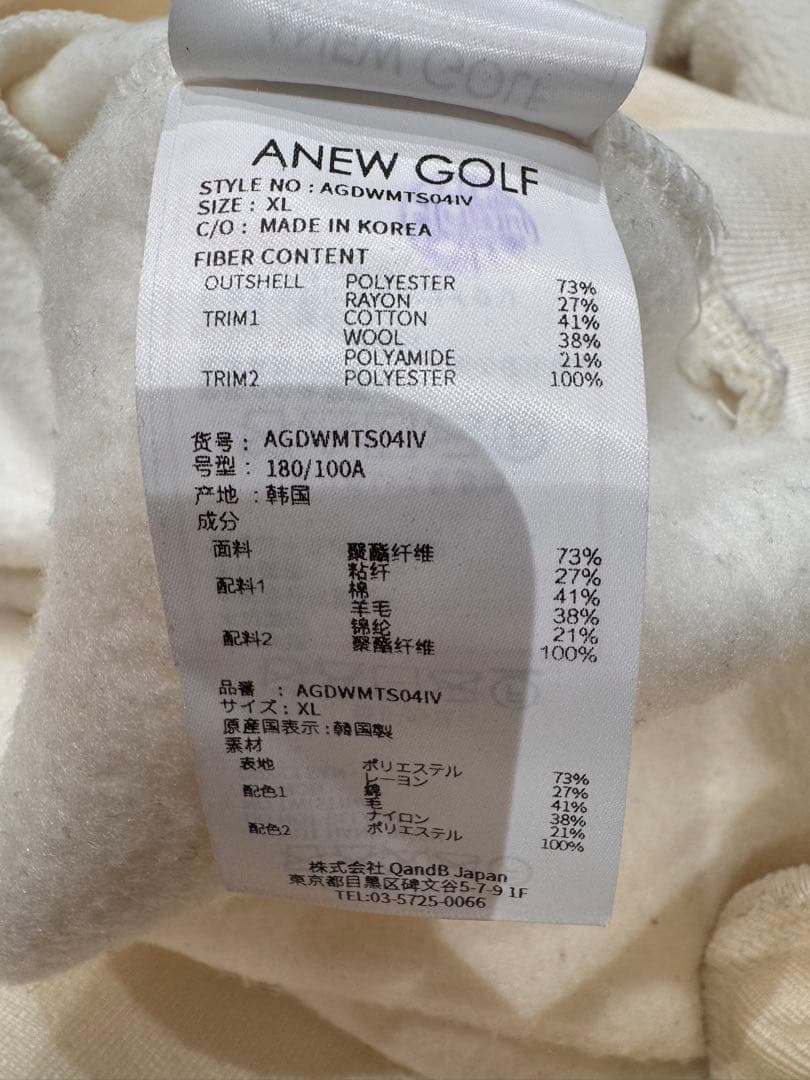 ANEW GOLF
STYLE NO : AGDWMTS04IV
SIZE : XL
C/O : MADE IN KOREA
FIBER CONTENT
OUTSHELL POLYESTER 73%
RAYON 27%
TRIM1 COTTON 41%
WOOL 38%
POLYAMIDE 21%
TRIM2 POLYESTER 100%
货号 : AGDWMTS04IV
号型 : 180/100A
产地 : 韩国
成分
面料 聚酯纤维 73%
粘纤 27%
配料1 棉 41%
羊毛 38%
锦纶 21%
配料2 聚酯纤维 100%
品番 : AGDWMTS04IV
サイズ : XL
原産国表示 : 韓国製
素材
表地 ポリエステル 73%
レーヨン 27%
配色1 綿 41%
毛 38%
ナイロン 21%
配色2 ポリエステル 100%
株式会社 QandB Japan
東京都目黒区碑文谷5-7-9 1F
TEL:03-5725-0066